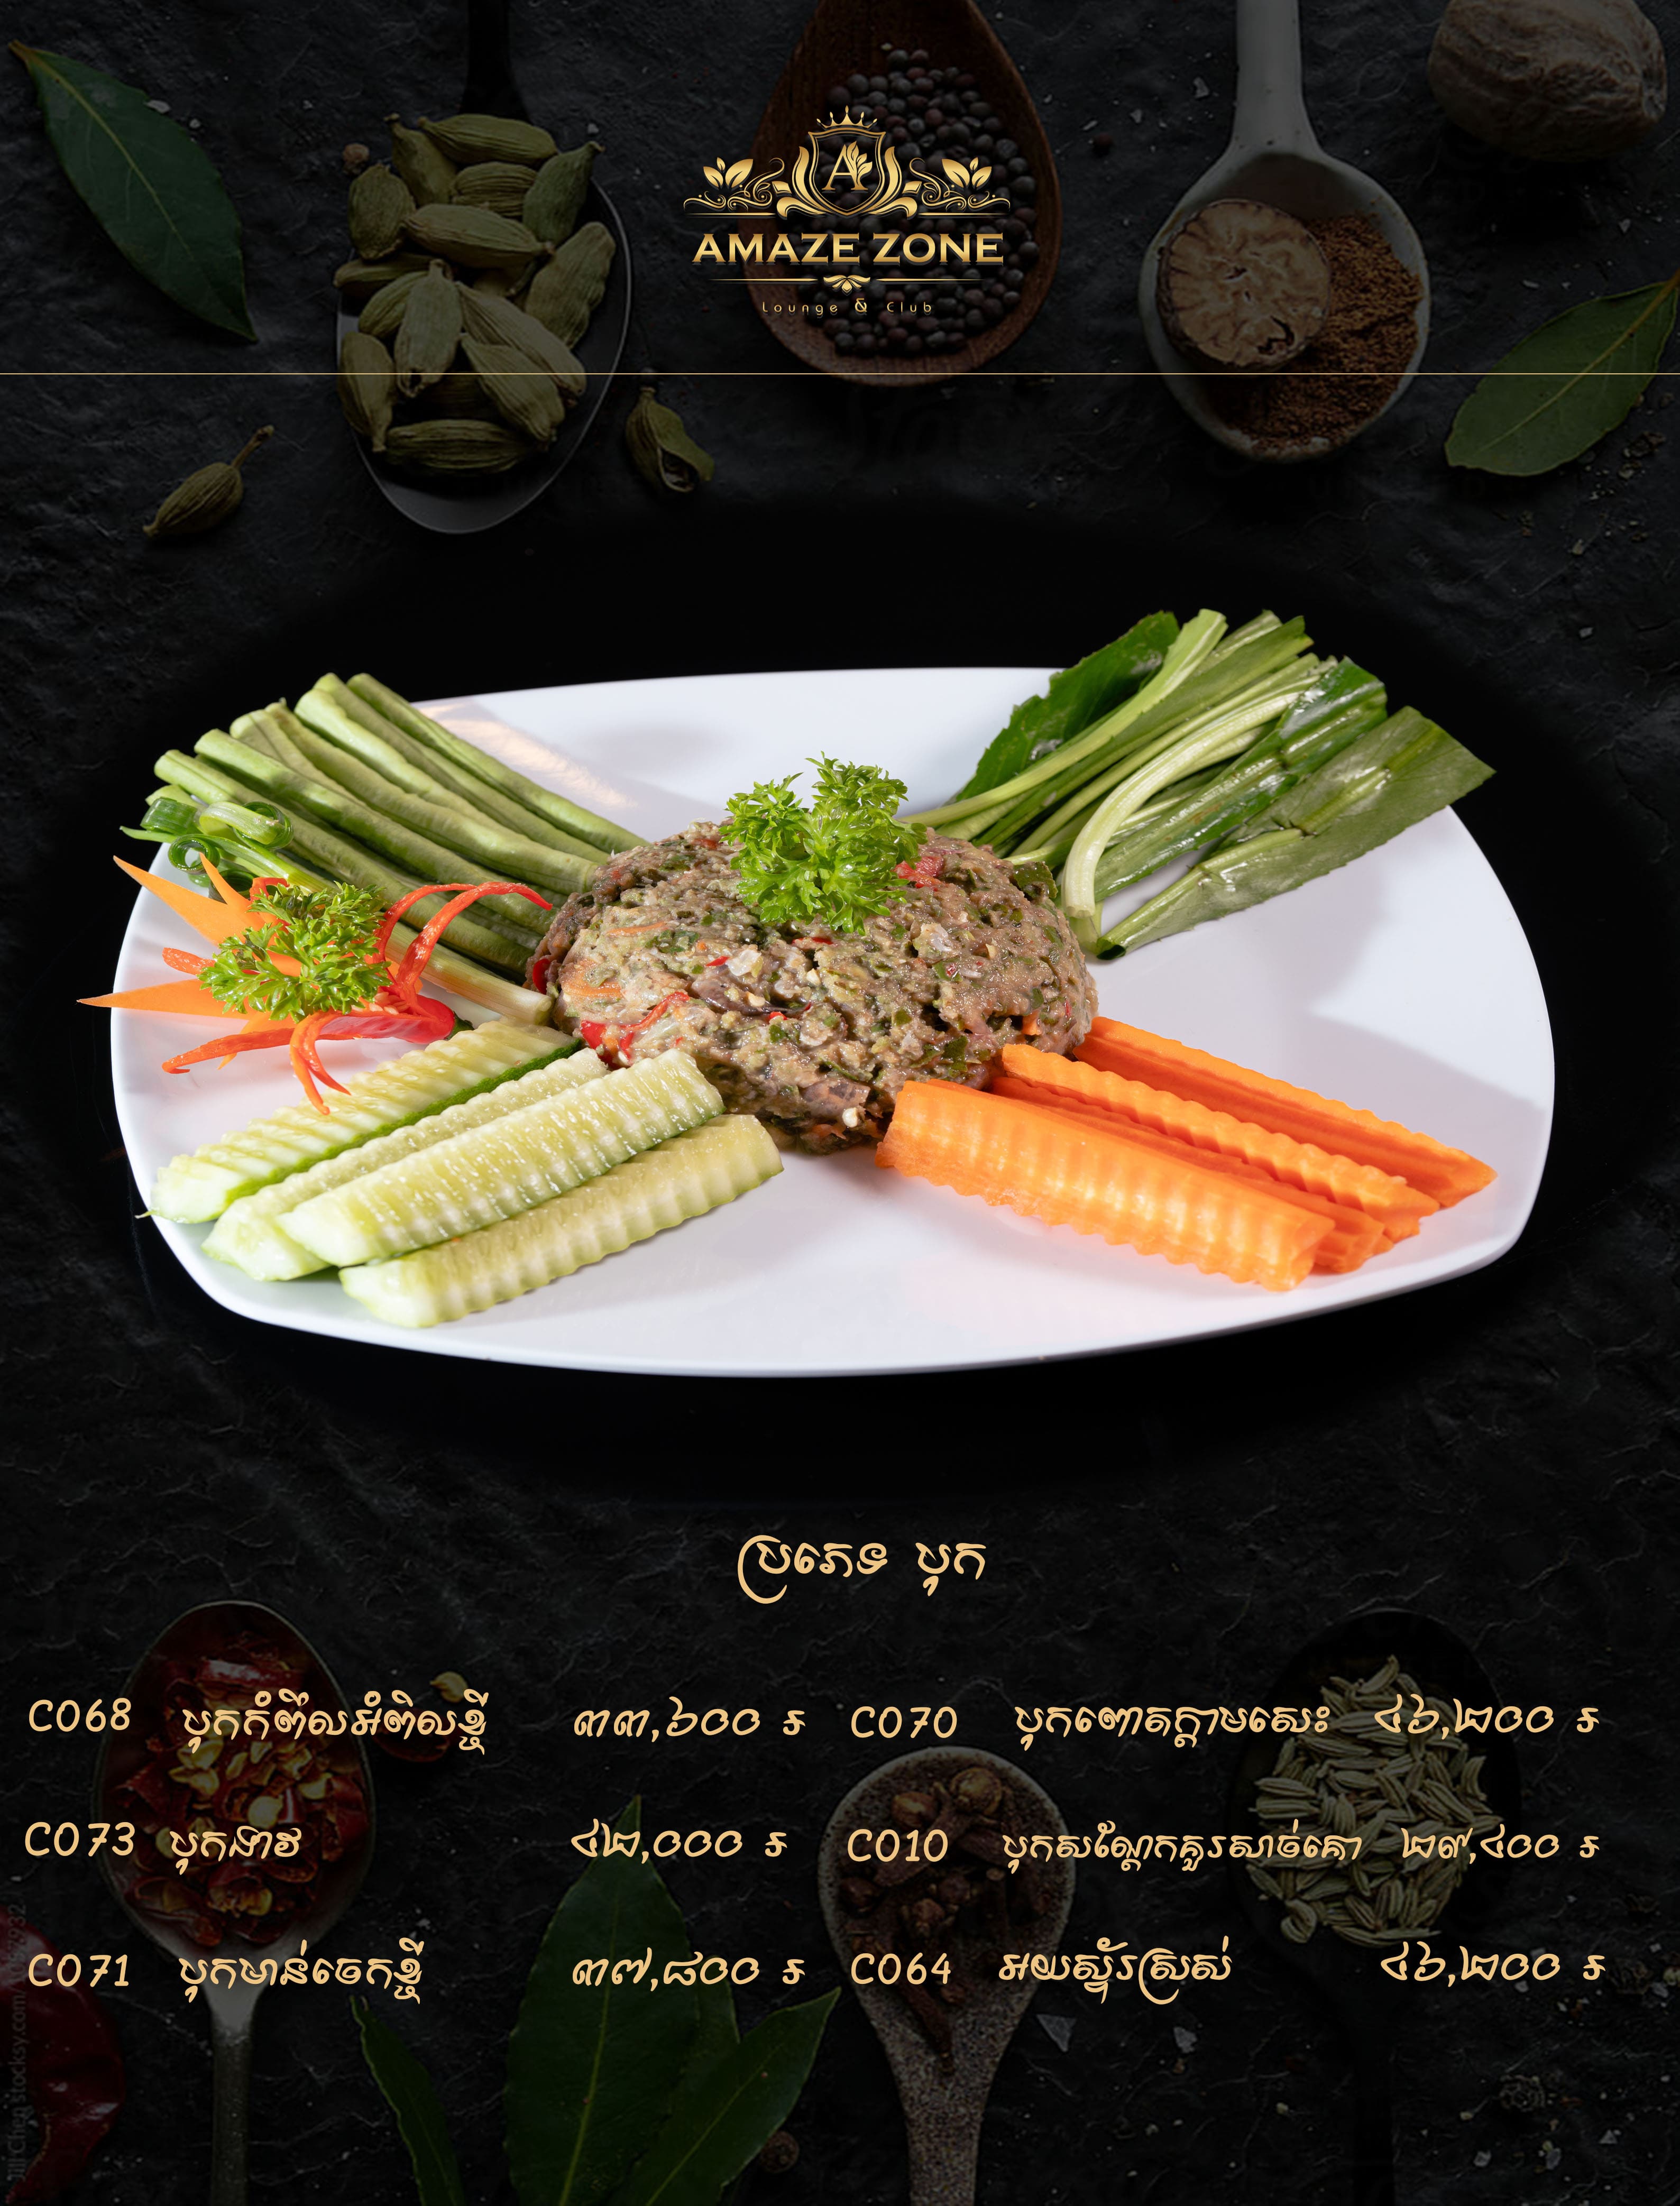 AMAZE ZONE
Lounge & Club
ប្រភេទ បុក
C068 បុកកំពឹសអំពិលខ្ចី ៣៣,៦០០ ៛ C070 បុកពោតក្តាមសេះ ៤៦,២០០ ៛
C073 បុកងាវ ៤២,០០០ ៛ C010 បុកសណ្តែកគួរសាច់គោ ២៩,៤០០ ៛
C071 បុកមាន់ចេកខ្ចី ៣៧,៨០០ ៛ C064 អយស្ទ័រស្រស់ ៤៦,២០០ ៛